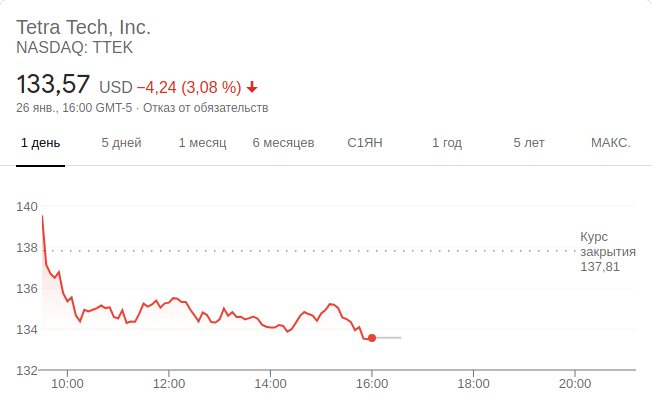 Tetra Tech, Inc.
NASDAQ: TTEK
133,57 USD −4,24 (3,08 %)
26 янв., 16:00 GMT-5 · Отказ от обязательств
1 день 5 дней 1 месяц 6 месяцев С1ЯН 1 год 5 лет МАКС.
140
138
136
134
132
Курс
закрытия
137,81
10:00 12:00 14:00 16:00 18:00 20:00